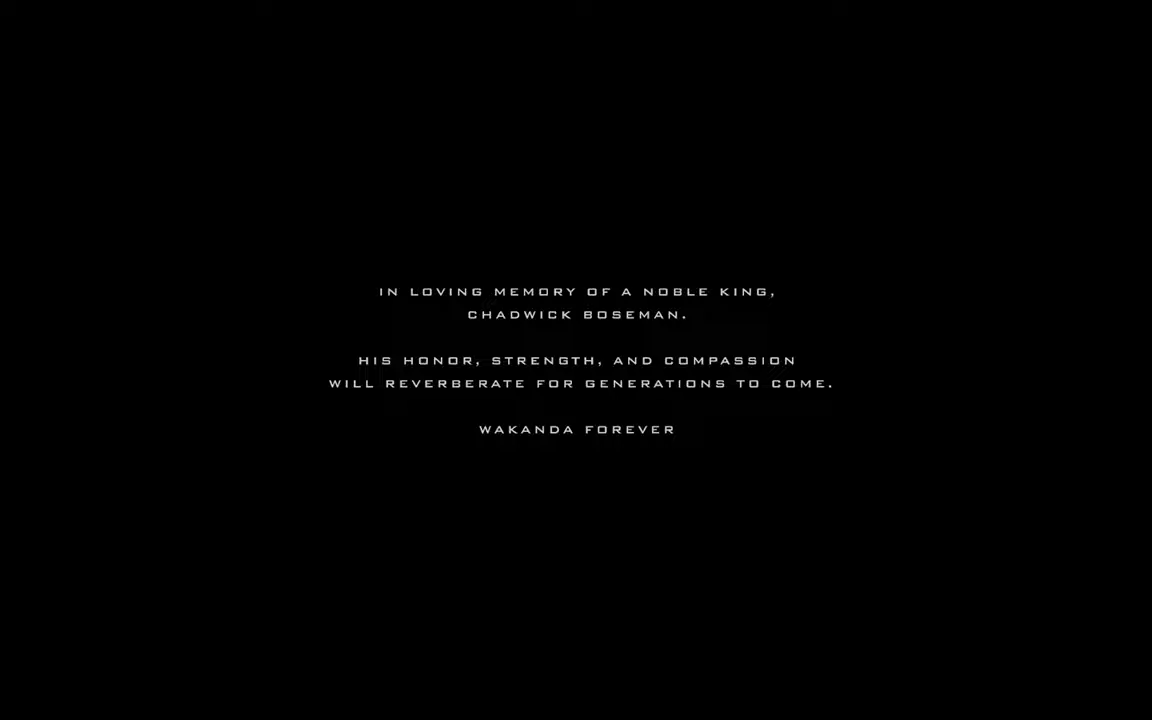 IN LOVING MEMORY OF A NOBLE KING,
CHADWICK BOSEMAN.
HIS HONOR, STRENGTH, AND COMPASSION
WILL REVERBERATE FOR GENERATIONS TO COME.
WAKANDA FOREVER